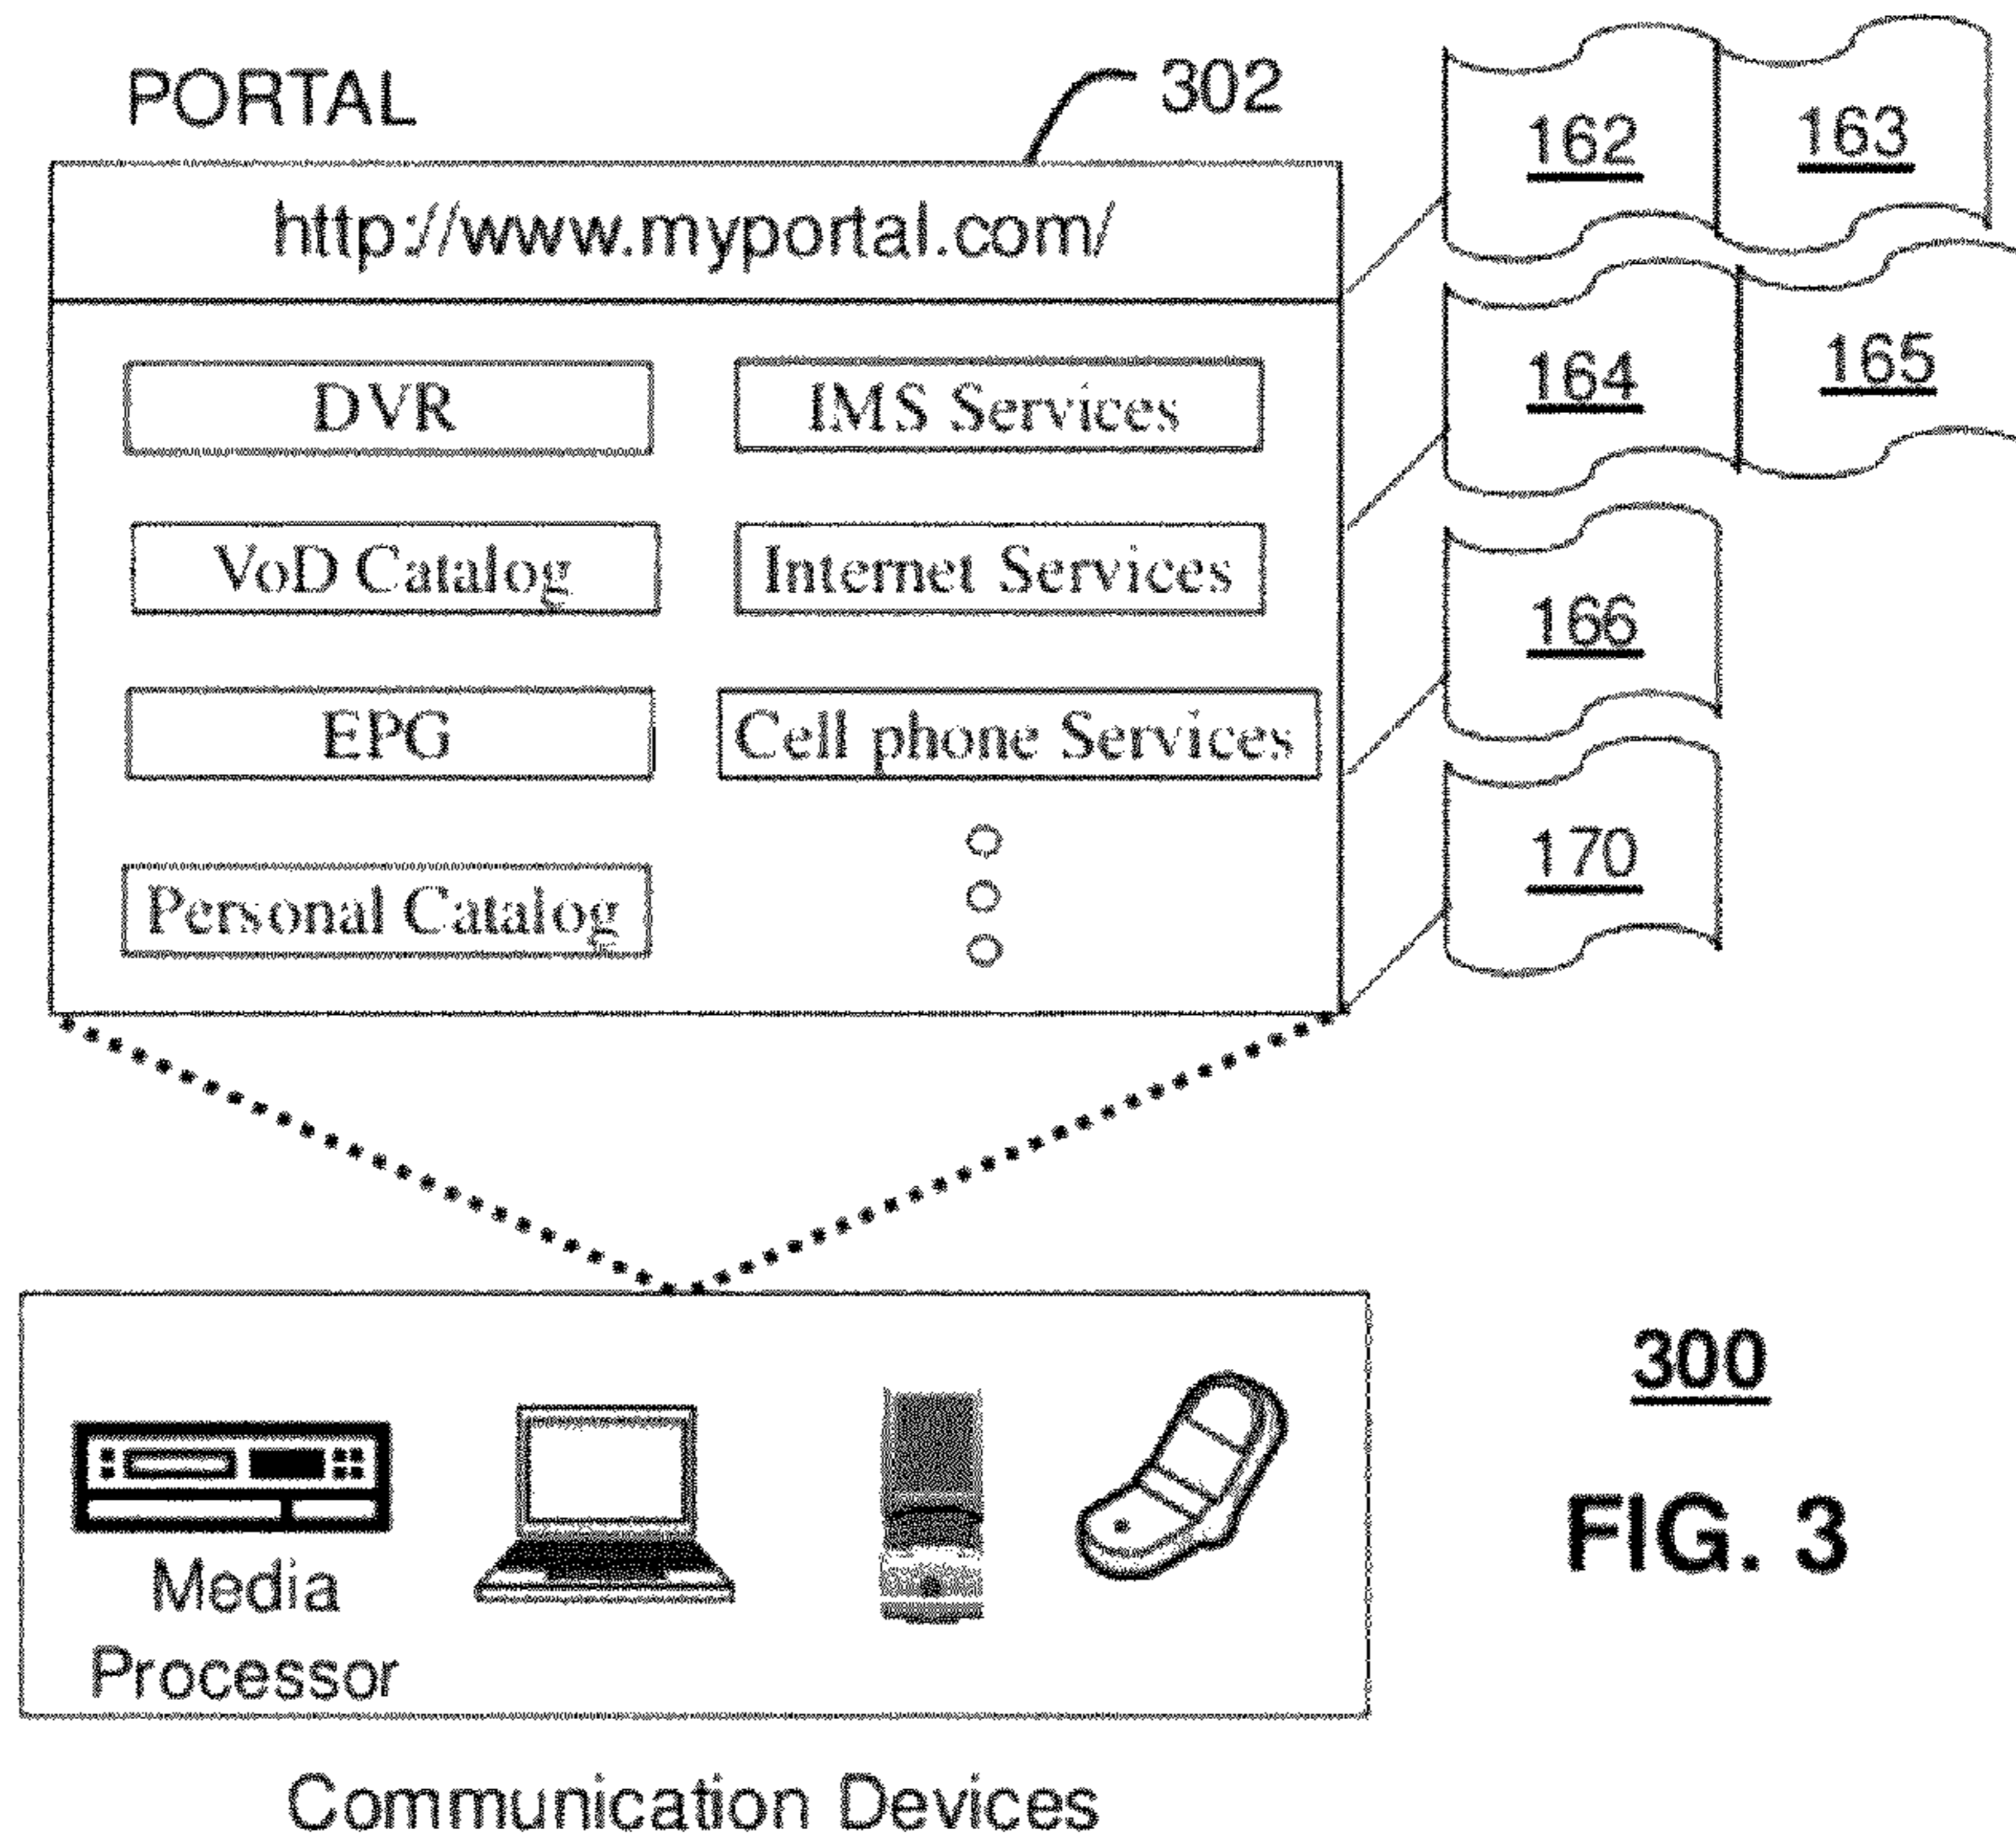 PORTAL
302
http://www.myportal.com/
162
163
DVR
IMS Services
164
165
VoD Catalog
Internet Services
166
EPG
Cell phone Services
170
Personal Catalog
300
FIG. 3
Media
Processor
Communication Devices